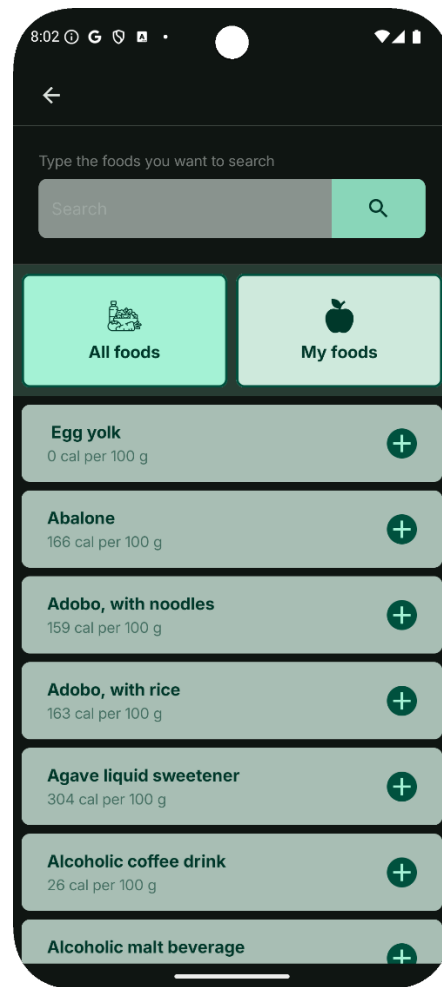 8:02
Type the foods you want to search
Search
All foods
My foods
Egg yolk
0 cal per 100 g
Abalone
166 cal per 100 g
Adobo, with noodles
159 cal per 100 g
Adobo, with rice
163 cal per 100 g
Agave liquid sweetener
304 cal per 100 g
Alcoholic coffee drink
26 cal per 100 g
Alcoholic malt beverage